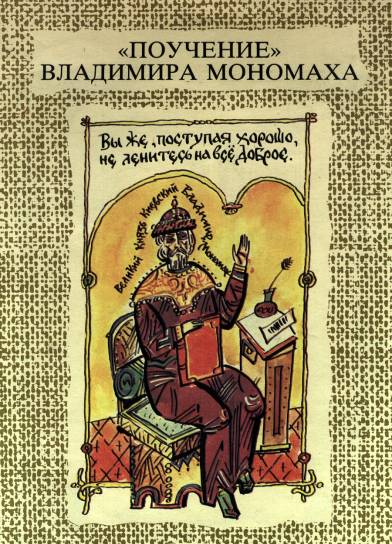 «ПОУЧЕНИЕ»
ВЛАДИМИРА МОНОМАХА
Вы же, поступая хорошо,
не ленитесь на всё доброе.
Великий князь Киевский Владимир Мономах